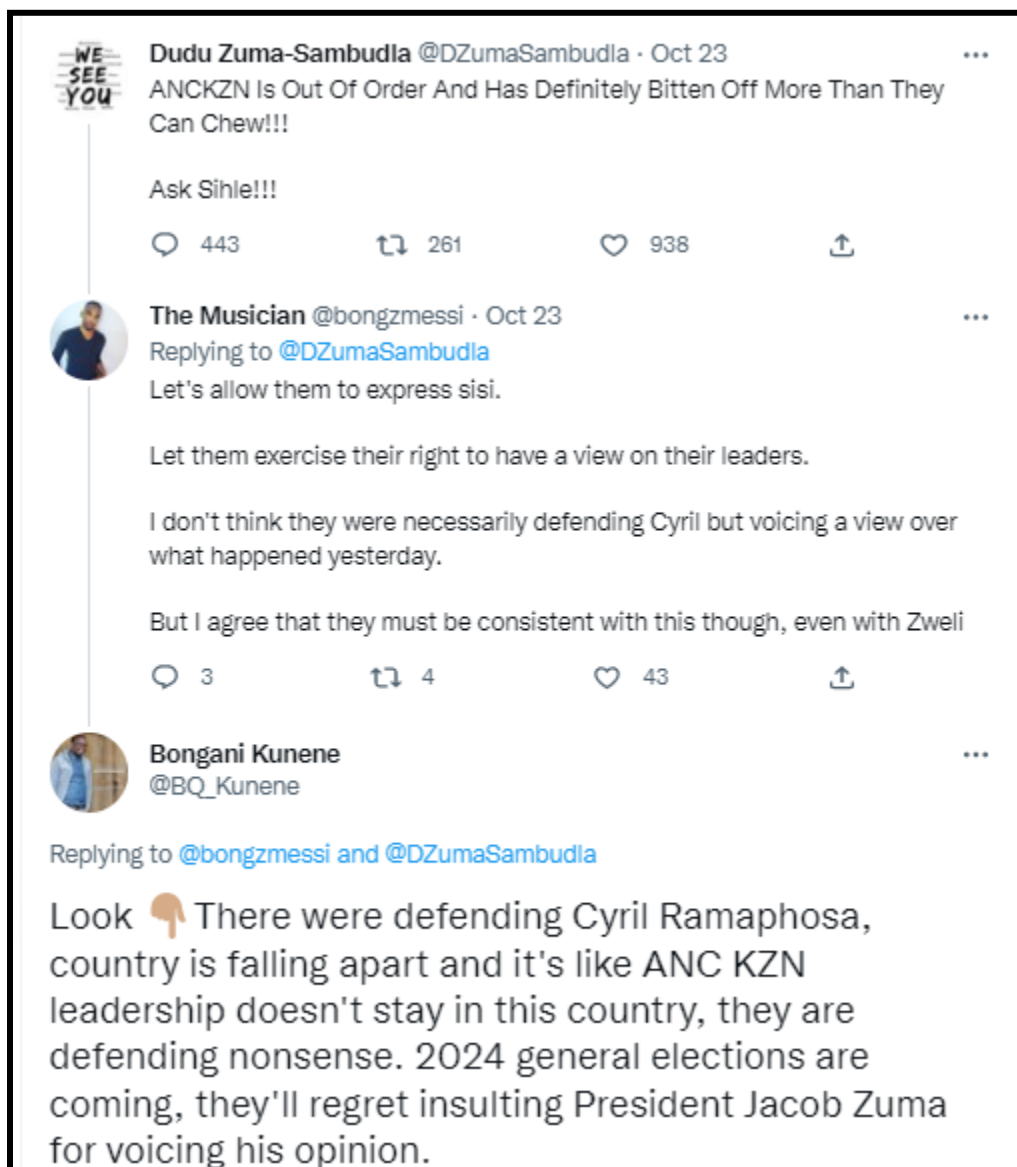 WE
SEE
YOU
Dudu Zuma-Sambudla @DZumaSambudla · Oct 23
ANCKZN Is Out Of Order And Has Definitely Bitten Off More Than They
Can Chew!!!
Ask Sihle!!!
443 261 938
The Musician @bongzmessi · Oct 23
Replying to @DZumaSambudla
Let's allow them to express sisi.
Let them exercise their right to have a view on their leaders.
I don't think they were necessarily defending Cyril but voicing a view over
what happened yesterday.
But I agree that they must be consistent with this though, even with Zweli
3 4 43
Bongani Kunene
@BQ_Kunene
Replying to @bongzmessi and @DZumaSambudla
Look 👇🏽 There were defending Cyril Ramaphosa,
country is falling apart and it's like ANC KZN
leadership doesn't stay in this country, they are
defending nonsense. 2024 general elections are
coming, they'll regret insulting President Jacob Zuma
for voicing his opinion.